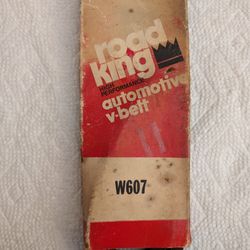 road
king
HIGH
PERFORMANCE
automotive
v-belt
W607